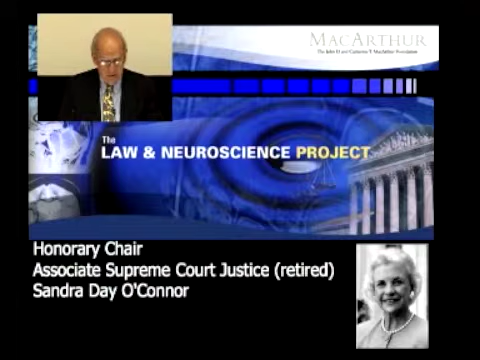 MACARTHUR
The John D. and Catherine T. MacArthur Foundation
The
LAW & NEUROSCIENCE PROJECT
Honorary Chair
Associate Supreme Court Justice (retired)
Sandra Day O'Connor